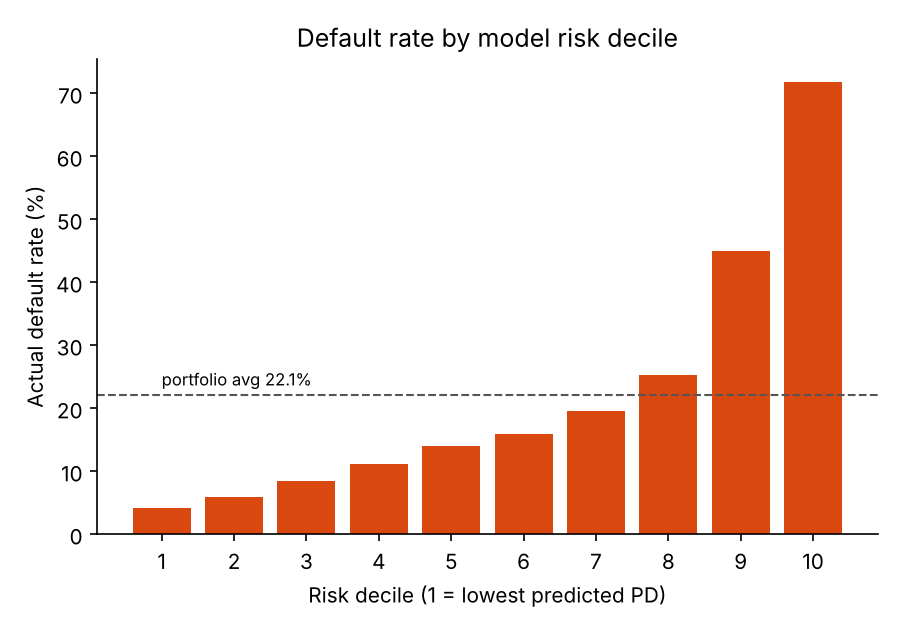 Default rate by model risk decile
Actual default rate (%)
70
60
50
40
30
20
10
0
portfolio avg 22.1%
1 2 3 4 5 6 7 8 9 10
Risk decile (1 = lowest predicted PD)